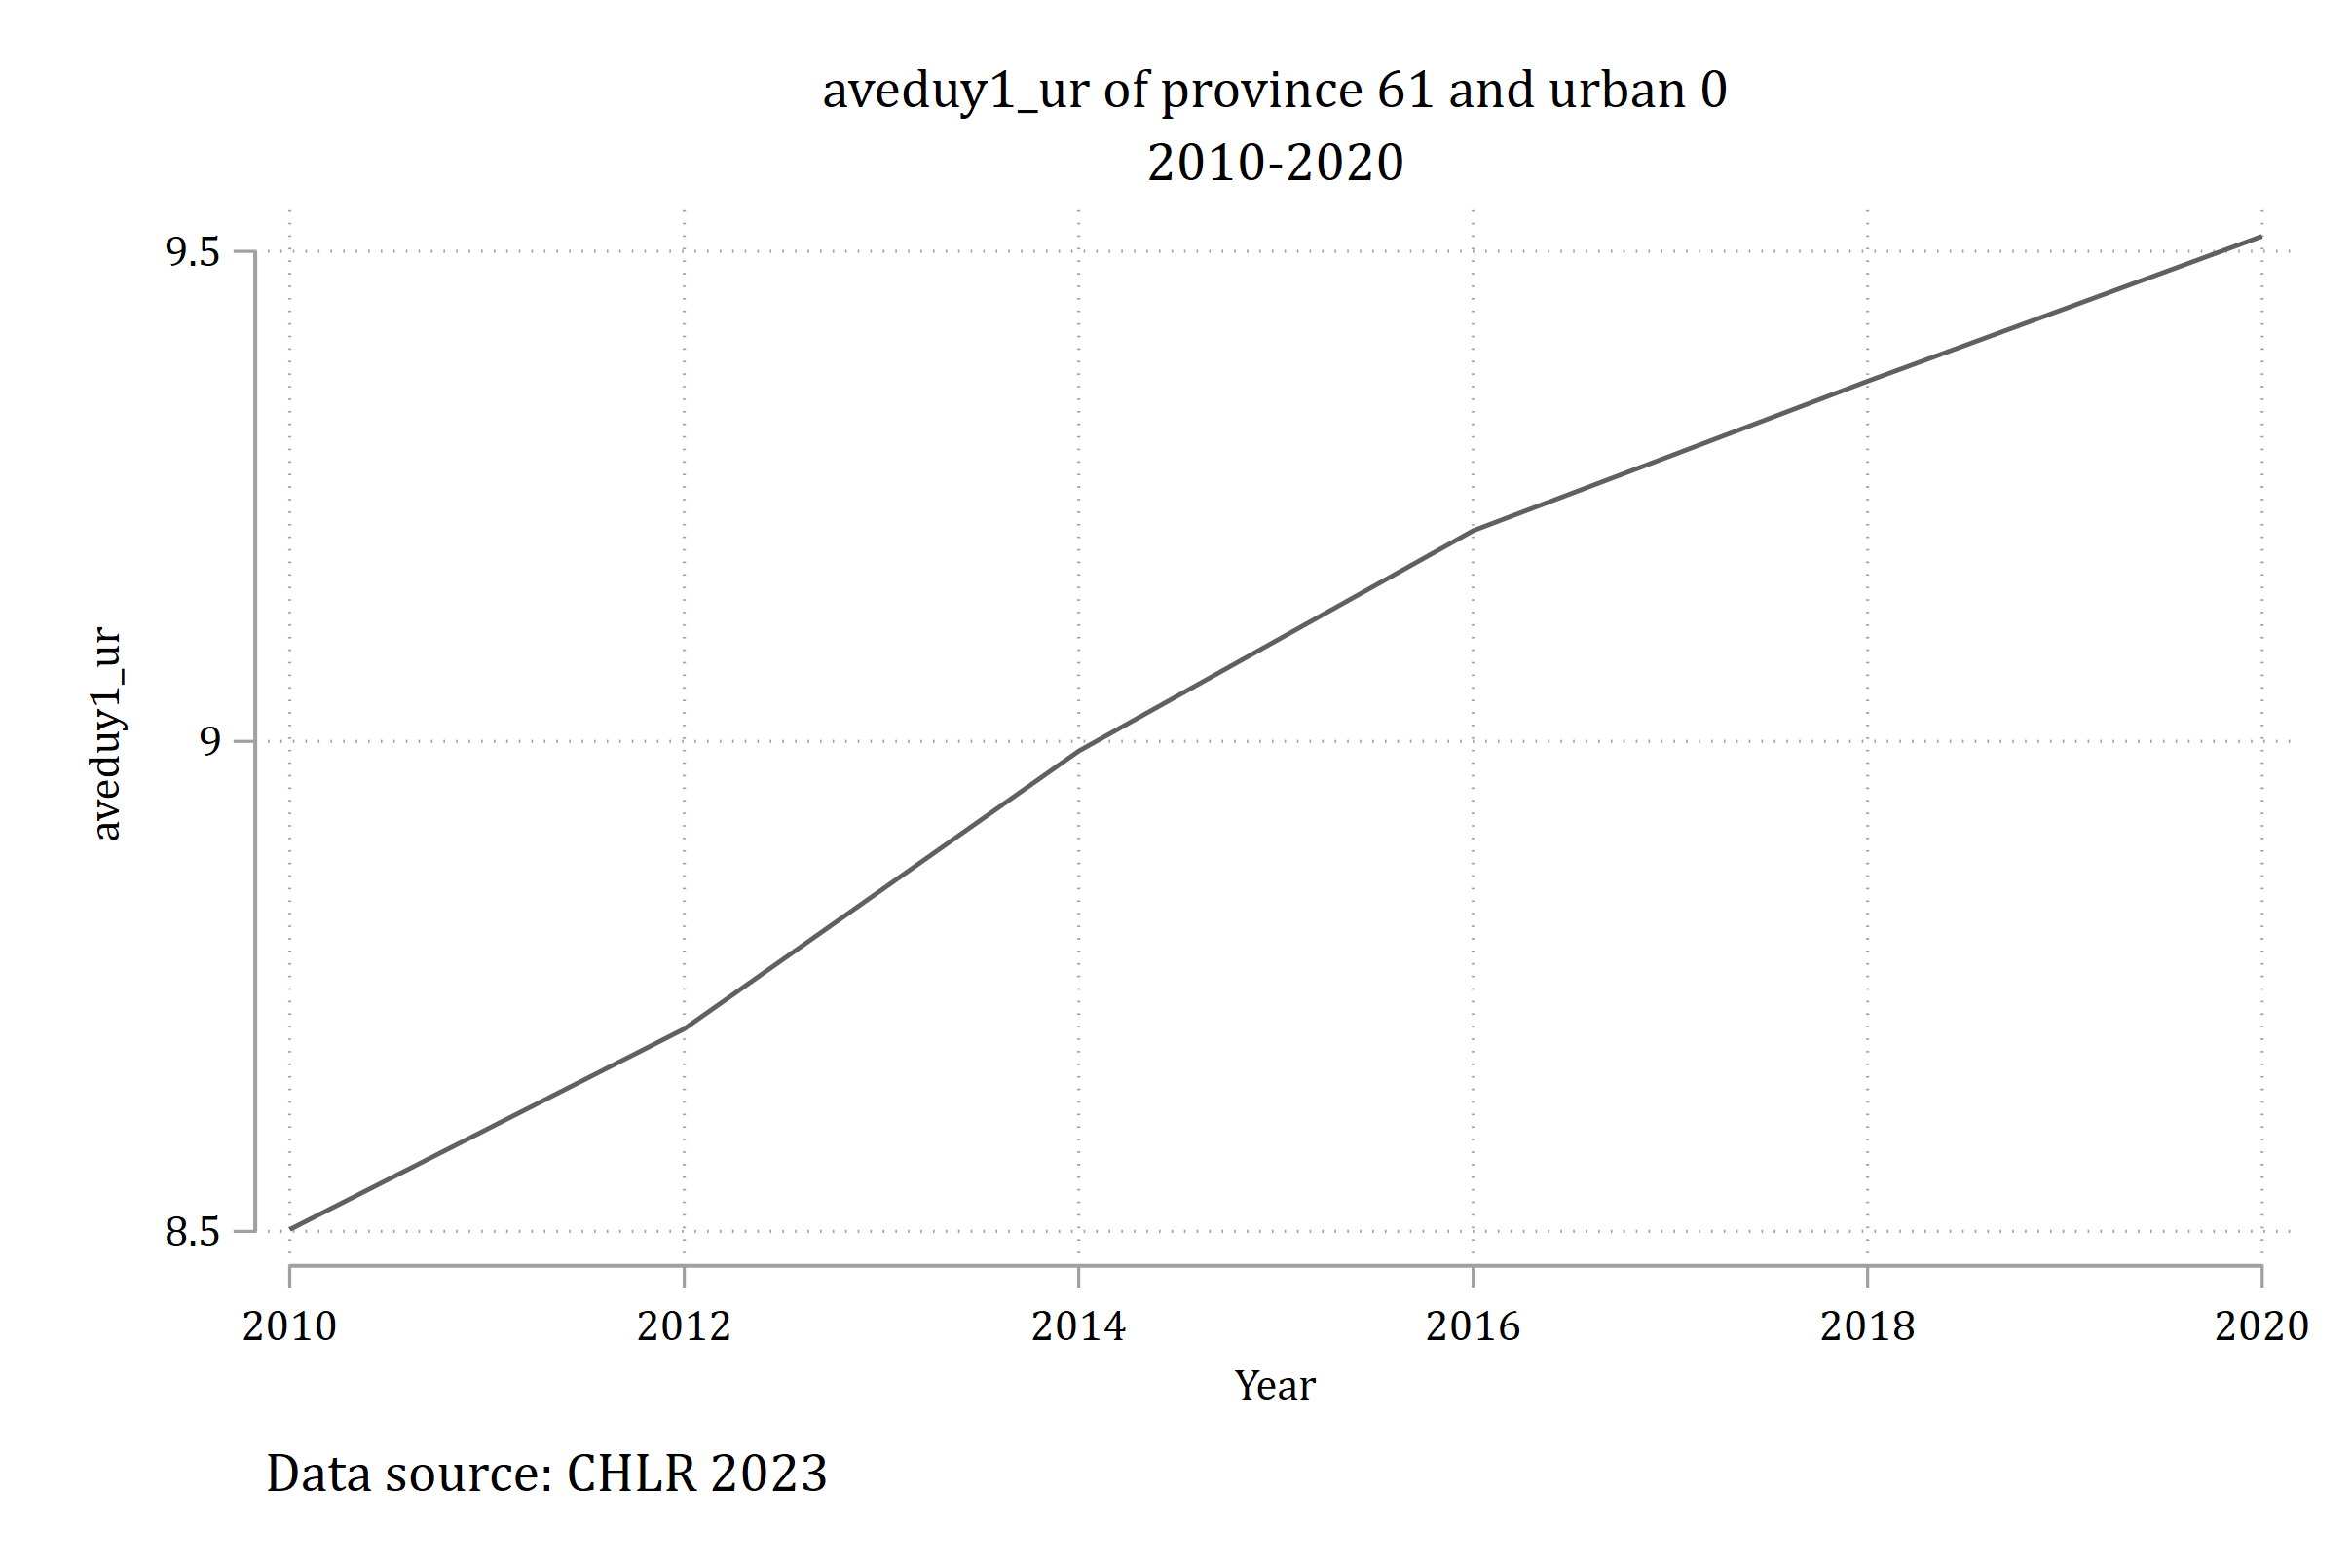 aveduy1_ur of province 61 and urban 0
2010-2020
9.5
9
8.5
aveduy1_ur
2010 2012 2014 2016 2018 2020
Year
Data source: CHLR 2023